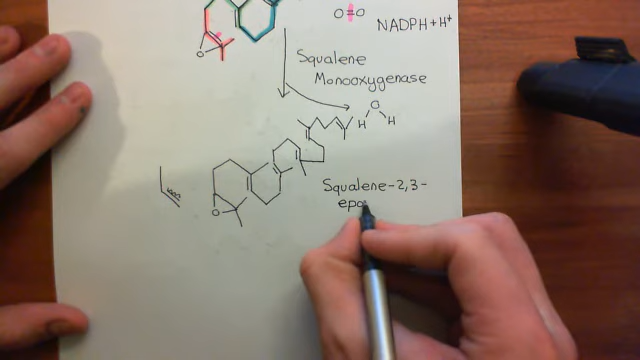 O
O=O
NADPH+H⁺
Squalene
Monooxygenase
O
H H
Squalene-2,3-
epo
O